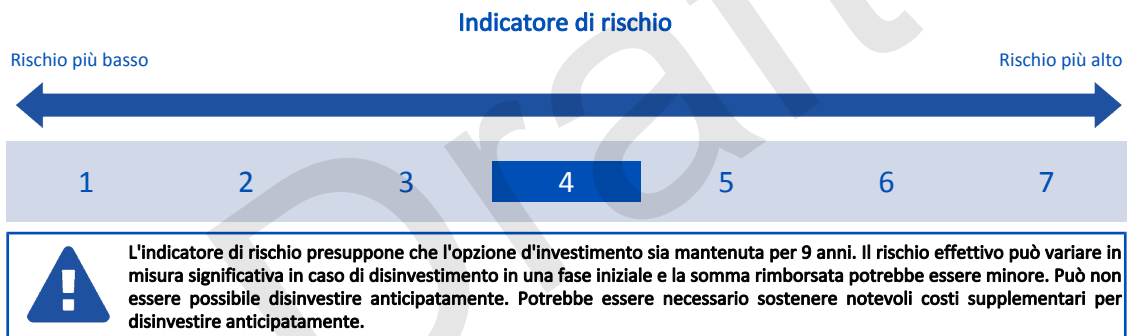 Indicatore di rischio
Rischio più basso
Rischio più alto
1 2 3 4 5 6 7
L'indicatore di rischio presuppone che l'opzione d'investimento sia mantenuta per 9 anni. Il rischio effettivo può variare in
misura significativa in caso di disinvestimento in una fase iniziale e la somma rimborsata potrebbe essere minore. Può non
essere possibile disinvestire anticipatamente. Potrebbe essere necessario sostenere notevoli costi supplementari per
disinvestire anticipatamente.
Draft